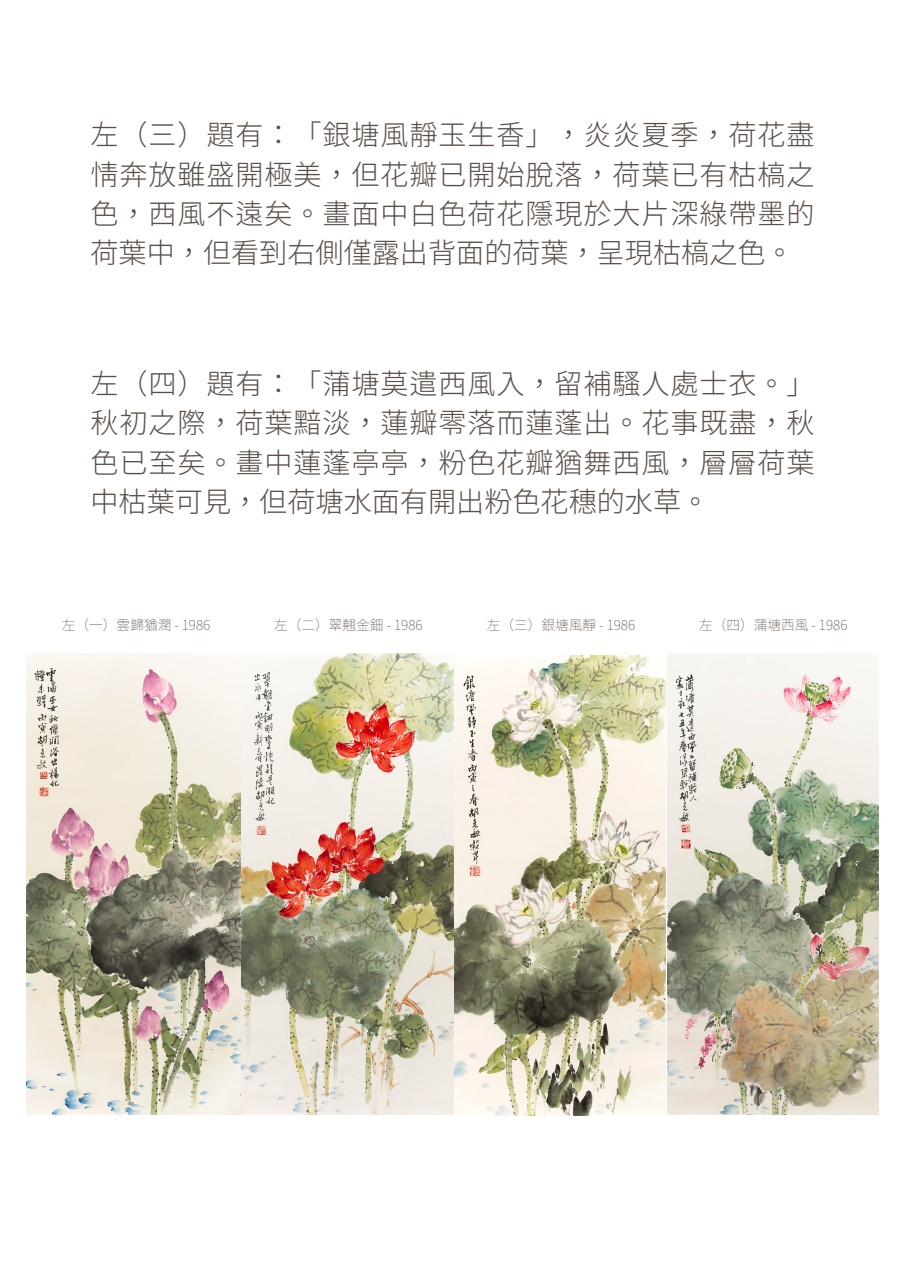 左（三）題有：「銀塘風靜玉生香」，炎炎夏季，荷花盡
情奔放雖盛開極美，但花瓣已開始脫落，荷葉已有枯槁之
色，西風不遠矣。畫面中白色荷花隱現於大片深綠帶墨的
荷葉中，但看到右側僅露出背面的荷葉，呈現枯槁之色。
左（四）題有：「蒲塘莫遣西風入，留補騷人處士衣。」
秋初之際，荷葉黯淡，蓮瓣零落而蓮蓬出。花事既盡，秋
色已至矣。畫中蓮蓬亭亭，粉色花瓣猶舞西風，層層荷葉
中枯葉可見，但荷塘水面有開出粉色花穗的水草。
左（一）雲歸猶潤 - 1986
左（二）翠翹金鈿 - 1986
左（三）銀塘風靜 - 1986
左（四）蒲塘西風 - 1986
銀塘風靜玉生香 丙寅之春 胡克敏
蒲塘莫遣西風入留補騷人